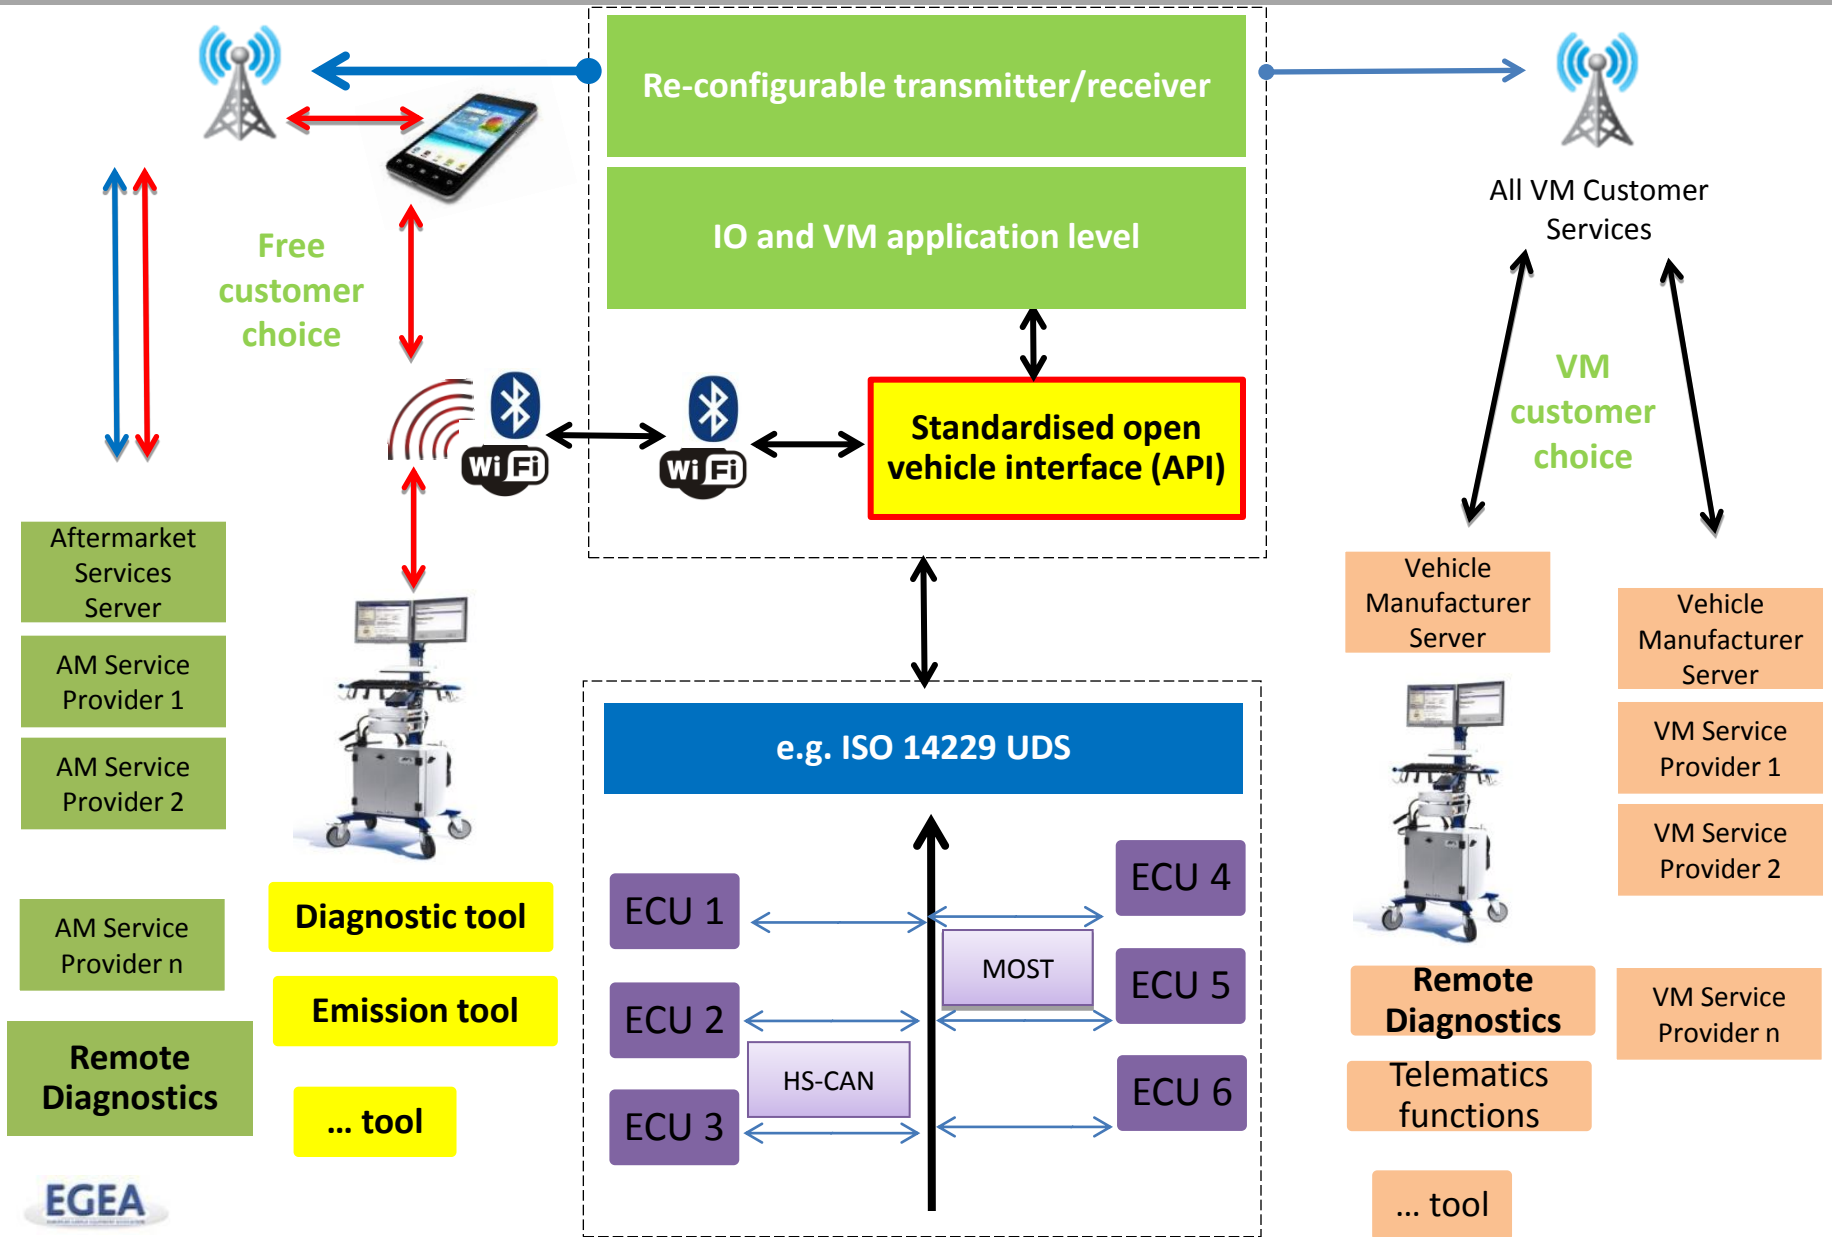 Re-configurable transmitter/receiver
IO and VM application level
Free
customer
choice
All VM Customer
Services
VM
customer
choice
Wi Fi
Wi Fi
Standardised open
vehicle interface (API)
Aftermarket
Services
Server
AM Service
Provider 1
AM Service
Provider 2
AM Service
Provider n
Remote
Diagnostics
Diagnostic tool
Emission tool
... tool
e.g. ISO 14229 UDS
ECU 1
ECU 2
ECU 3
HS-CAN
MOST
ECU 4
ECU 5
ECU 6
Vehicle
Manufacturer
Server
Remote
Diagnostics
Telematics
functions
... tool
Vehicle
Manufacturer
Server
VM Service
Provider 1
VM Service
Provider 2
VM Service
Provider n
EGEA